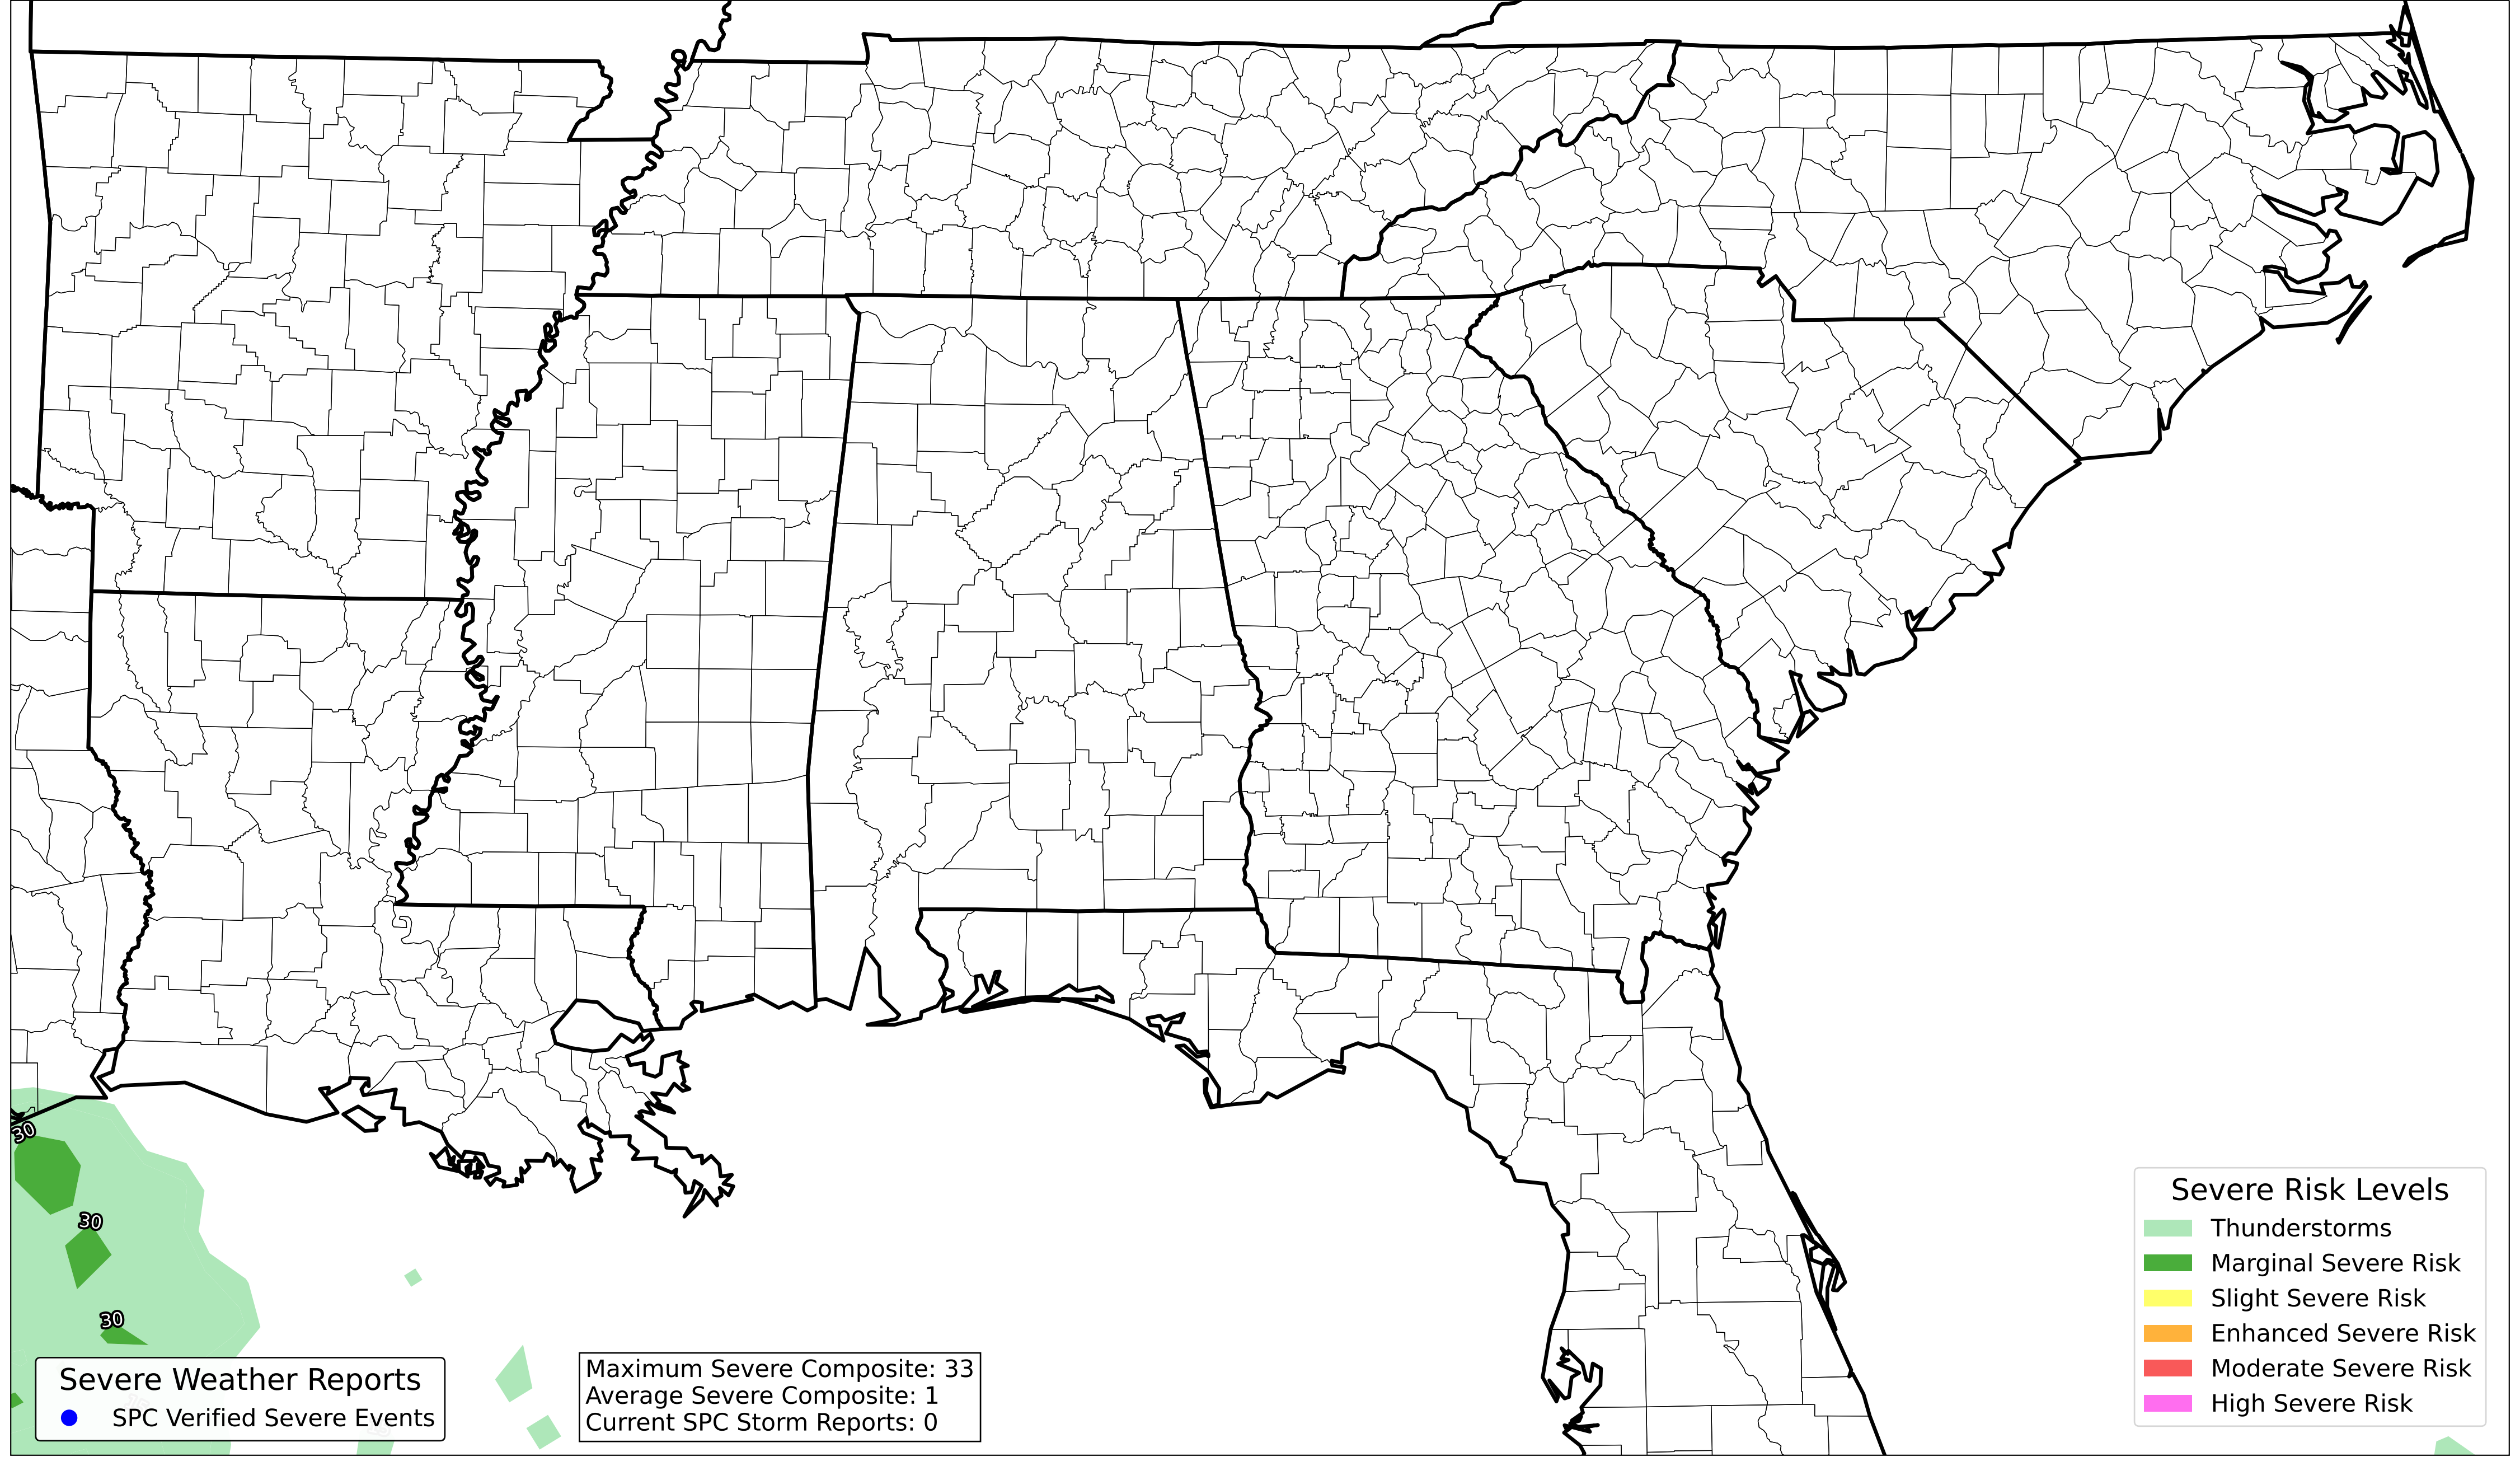 30
30
30
Severe Weather Reports
SPC Verified Severe Events
Maximum Severe Composite: 33
Average Severe Composite: 1
Current SPC Storm Reports: 0
Severe Risk Levels
Thunderstorms
Marginal Severe Risk
Slight Severe Risk
Enhanced Severe Risk
Moderate Severe Risk
High Severe Risk